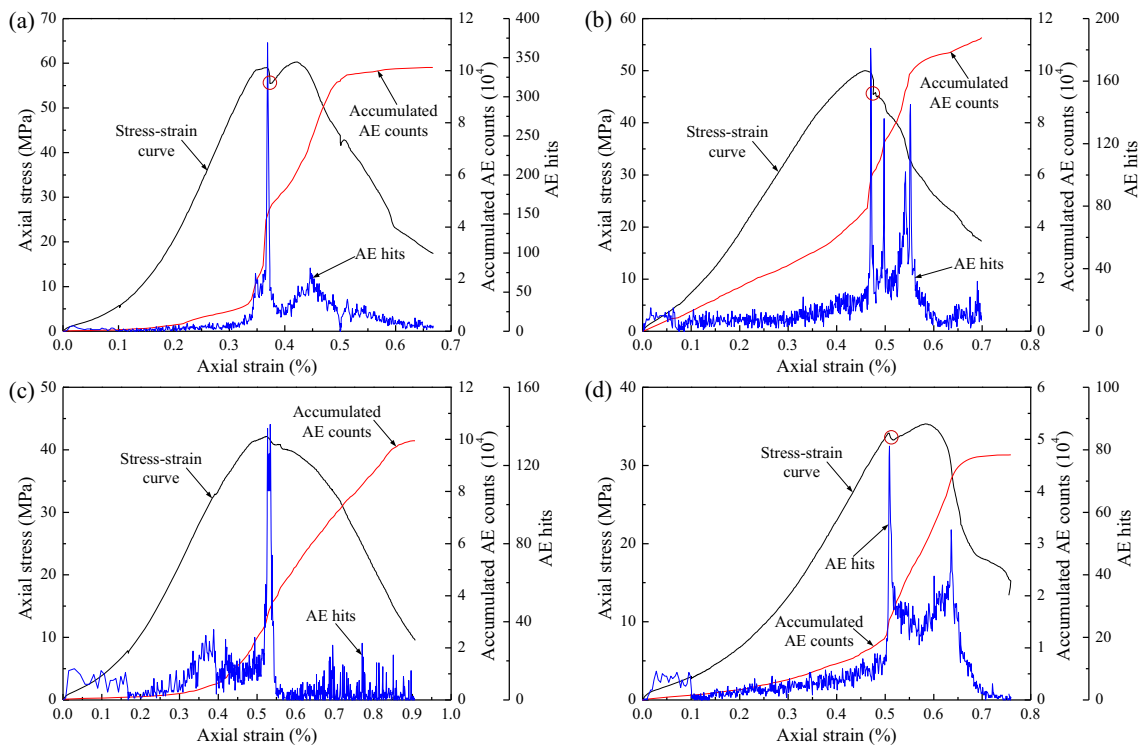 (a)
70
60
50
40
30
20
10
0
Axial stress (MPa)
0.0 0.1 0.2 0.3 0.4 0.5 0.6 0.7
Axial strain (%)
12
10
8
6
4
2
0
Accumulated AE counts (10⁴)
400
350
300
250
200
150
100
50
0
AE hits
Stress-strain
curve
Accumulated
AE counts
AE hits
(b)
60
50
40
30
20
10
0
Axial stress (MPa)
0.0 0.1 0.2 0.3 0.4 0.5 0.6 0.7 0.8
Axial strain (%)
12
10
8
6
4
2
0
Accumulated AE counts (10⁴)
200
160
120
80
40
0
AE hits
Accumulated
AE counts
Stress-strain
curve
AE hits
(c)
50
40
30
20
10
0
Axial stress (MPa)
0.0 0.1 0.2 0.3 0.4 0.5 0.6 0.7 0.8 0.9 1.0
Axial strain (%)
12
10
8
6
4
2
0
Accumulated AE counts (10⁴)
160
120
80
40
0
AE hits
Accumulated
AE counts
Stress-strain
curve
AE hits
(d)
40
35
30
25
20
15
10
5
0
Axial stress (MPa)
0.0 0.1 0.2 0.3 0.4 0.5 0.6 0.7 0.8
Axial strain (%)
6
5
4
3
2
1
0
Accumulated AE counts (10⁴)
100
80
60
40
20
0
AE hits
Stress-strain
curve
AE hits
Accumulated
AE counts